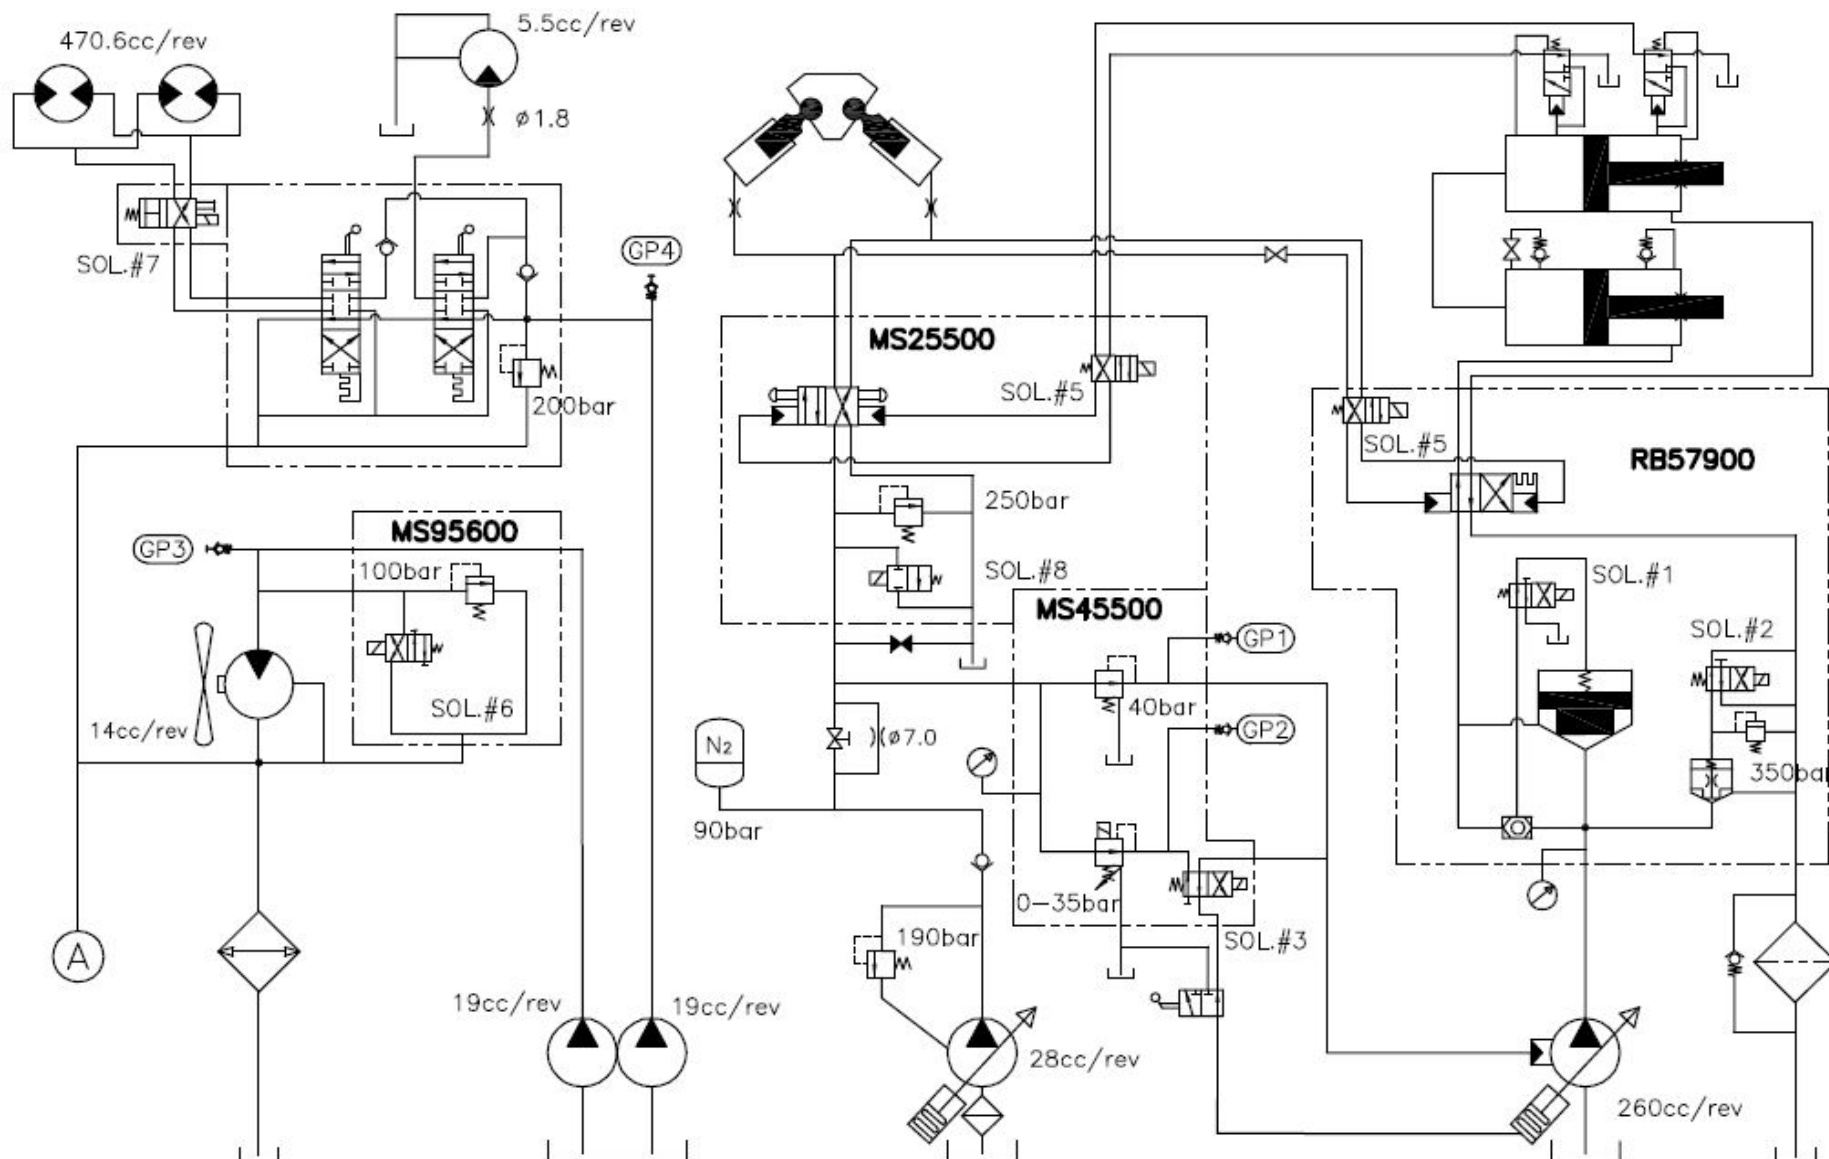 5.5cc/rev
470.6cc/rev
ø1.8
GP4
SOL.#7
MS25500
SOL.#5
200bar
SOL.#5
RB57900
250bar
MS95600
GP3
100bar
SOL.#8
SOL.#1
MS45500
GP1
SOL.#2
SOL.#6
40bar
14cc/rev
N2
ø7.0
GP2
350bar
90bar
0-35bar
190bar
SOL.#3
A
19cc/rev
19cc/rev
28cc/rev
260cc/rev